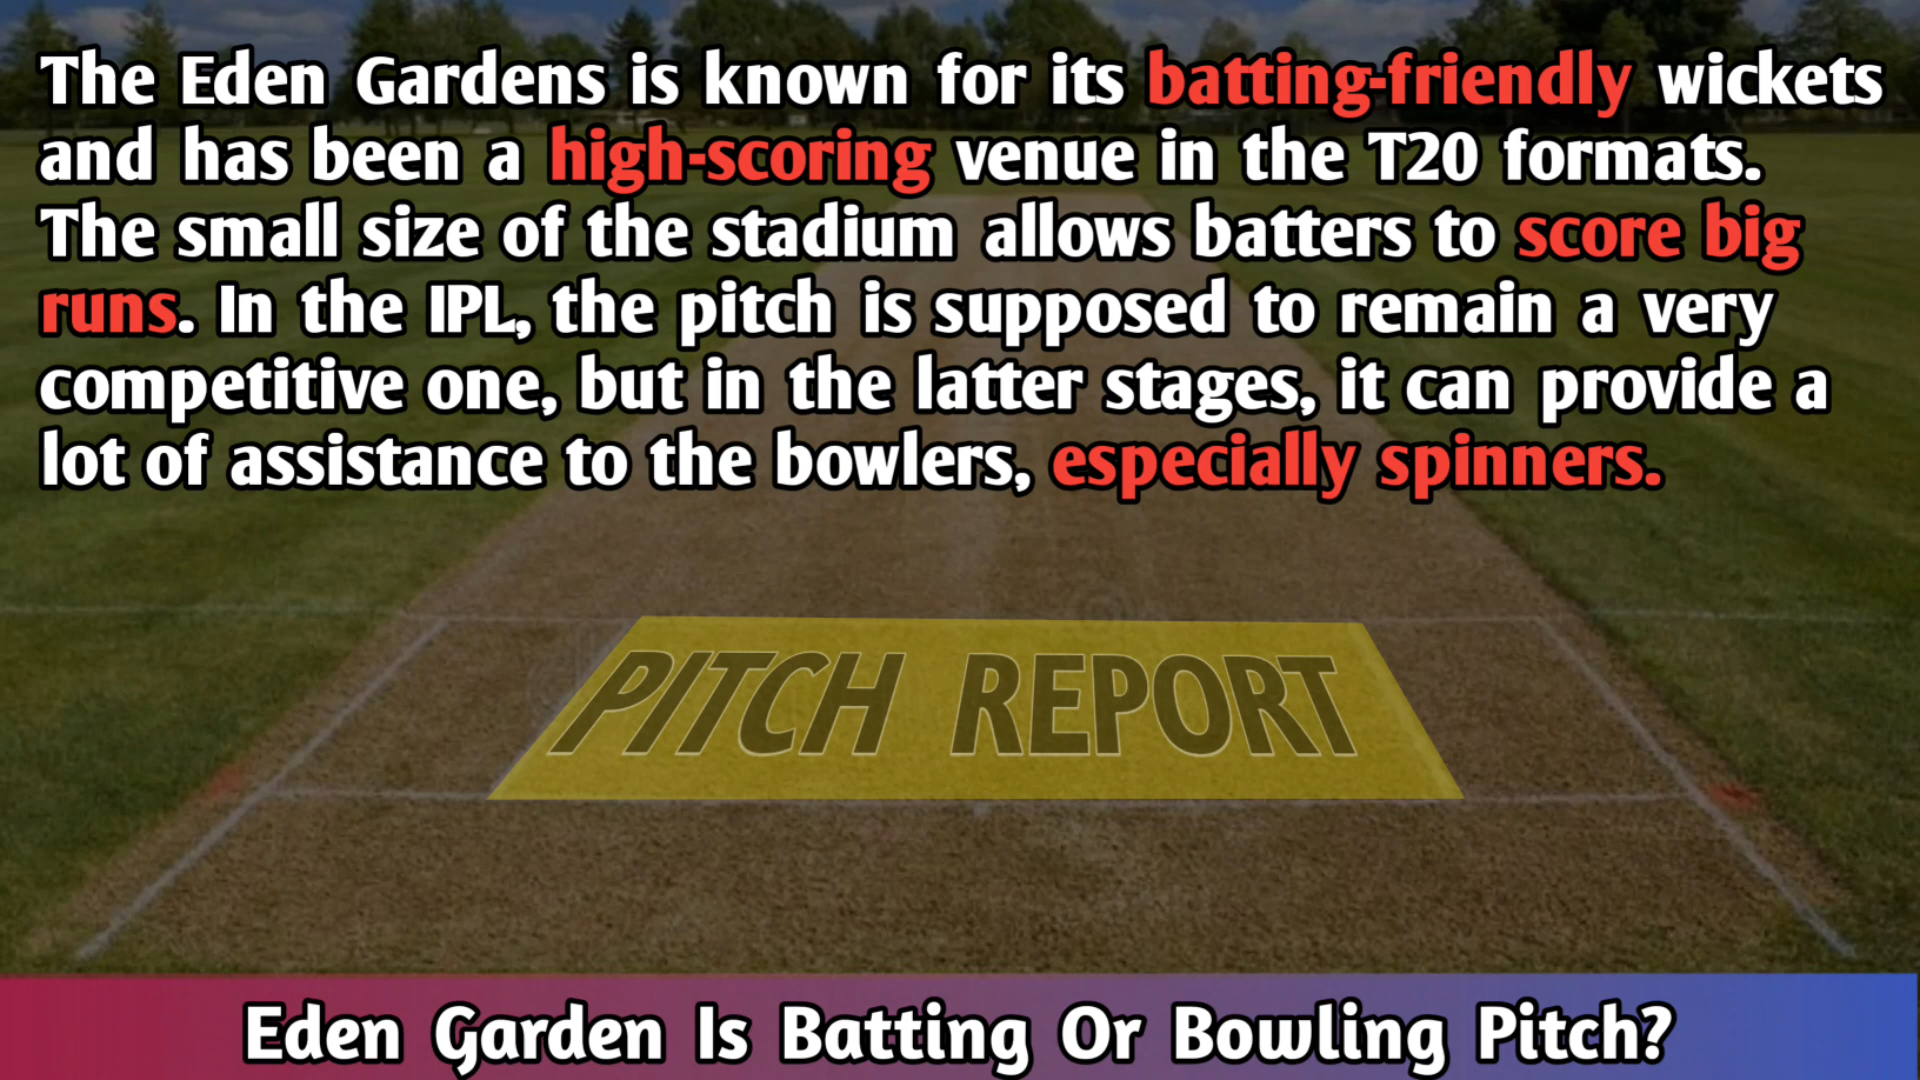 The Eden Gardens is known for its batting-friendly wickets
and has been a high-scoring venue in the T20 formats.
The small size of the stadium allows batters to score big
runs. In the IPL, the pitch is supposed to remain a very
competitive one, but in the latter stages, it can provide a
lot of assistance to the bowlers, especially spinners.
PITCH REPORT
Eden Garden Is Batting Or Bowling Pitch?